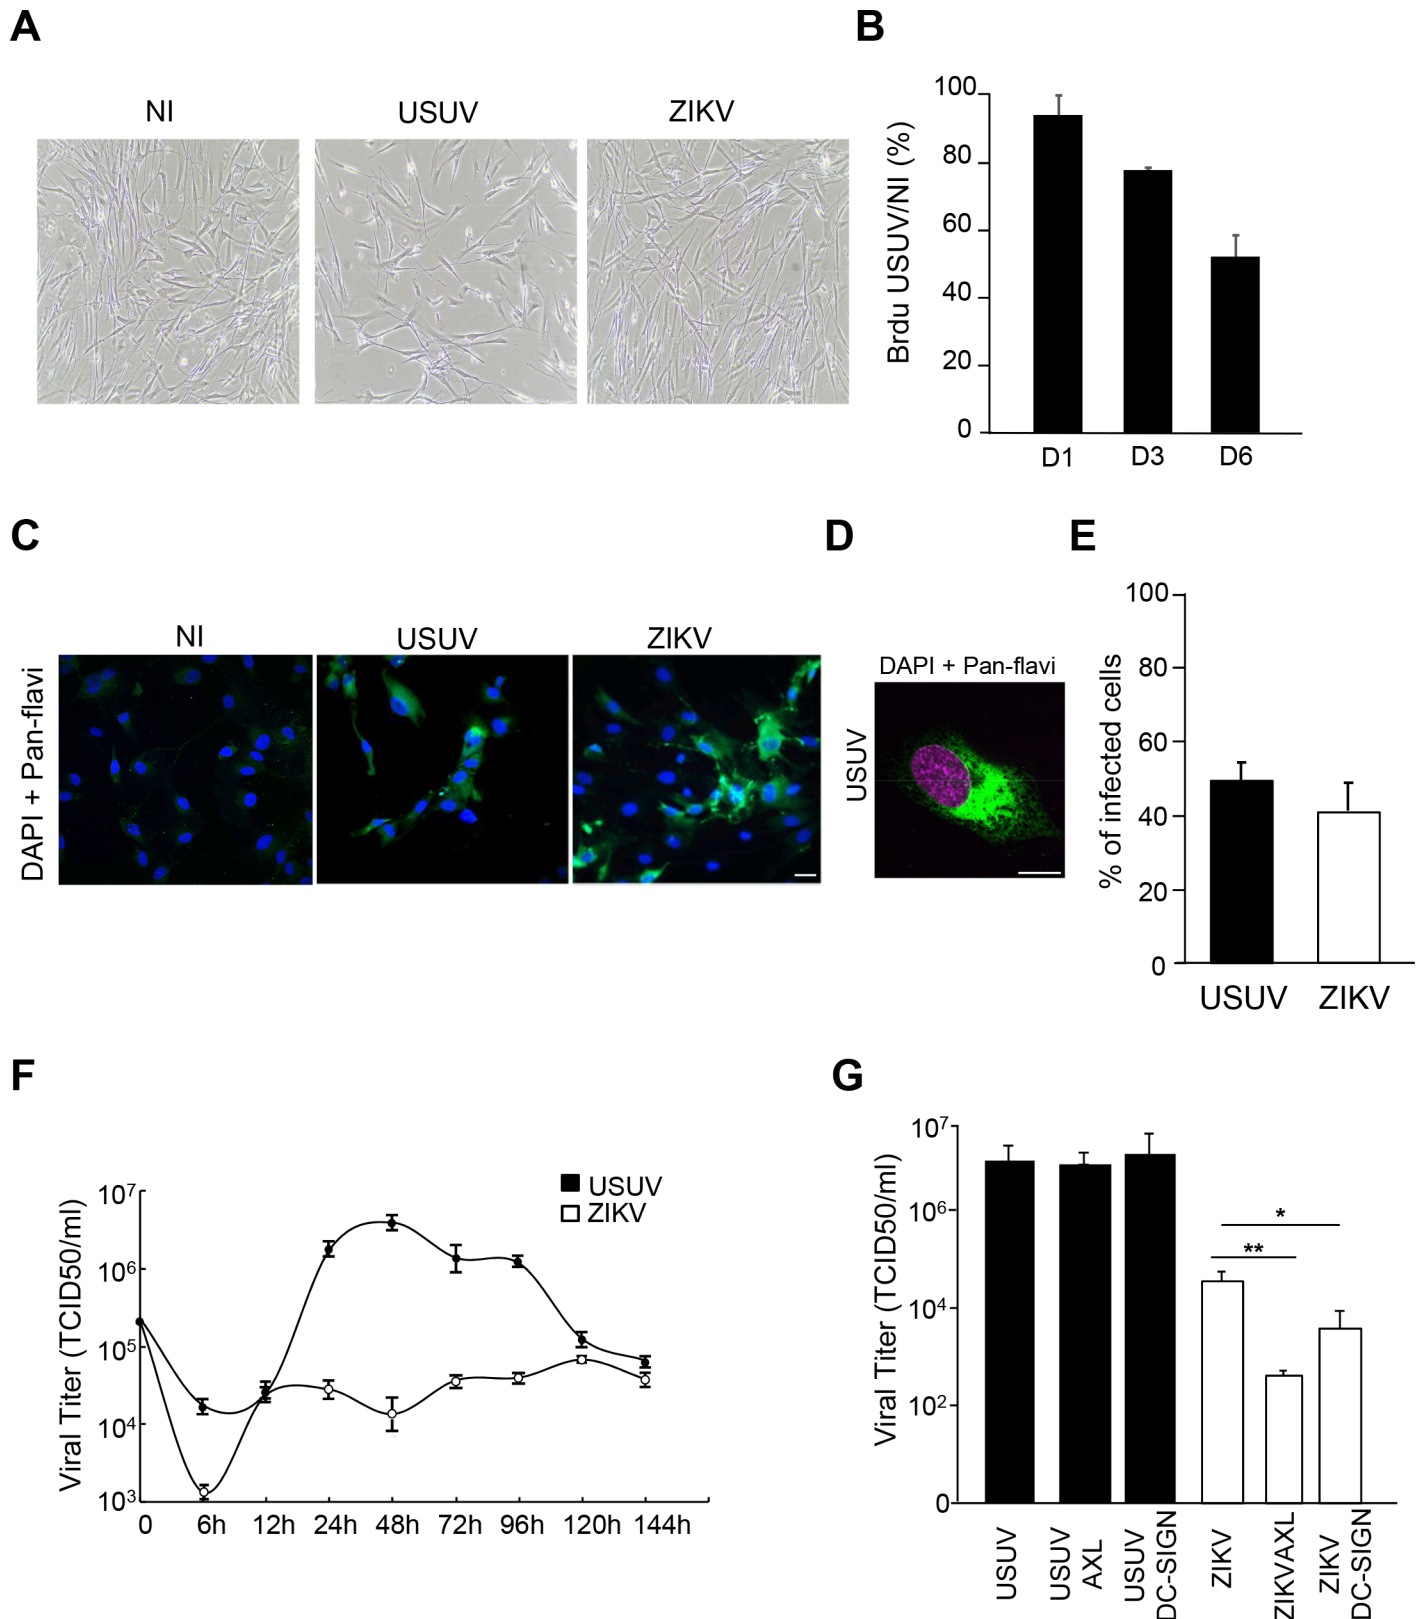 A
NI
USUV
ZIKV
B
Brdu USUV/NI (%)
100
80
60
40
20
0
D1
D3
D6
C
DAPI + Pan-flavi
NI
USUV
ZIKV
D
DAPI + Pan-flavi
USUV
E
% of infected cells
100
80
60
40
20
0
USUV
ZIKV
F
Viral Titer (TCID50/ml)
10⁷
10⁶
10⁵
10⁴
10³
USUV
ZIKV
0
6h
12h
24h
48h
72h
96h
120h
144h
G
Viral Titer (TCID50/ml)
10⁷
10⁶
10⁴
10²
0
*
**
USUV
USUV
AXL
USUV
DC-SIGN
ZIKV
ZIKVAXL
ZIKV
DC-SIGN